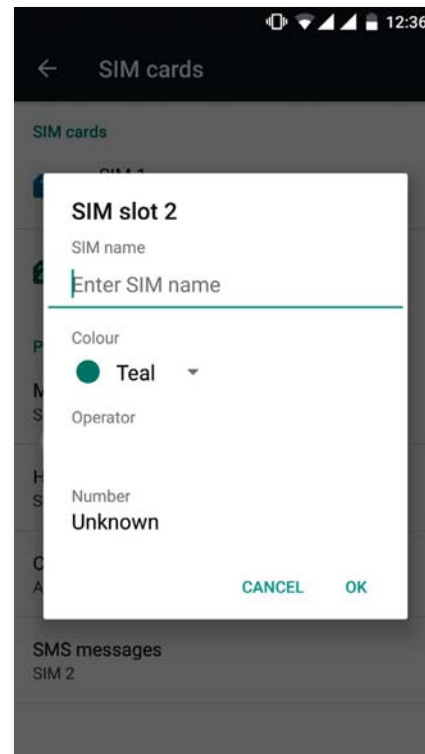 12:36
SIM cards
SIM cards
SIM slot 2
SIM name
Enter SIM name
Colour
Teal
Operator
Number
Unknown
CANCEL OK
SMS messages
SIM 2